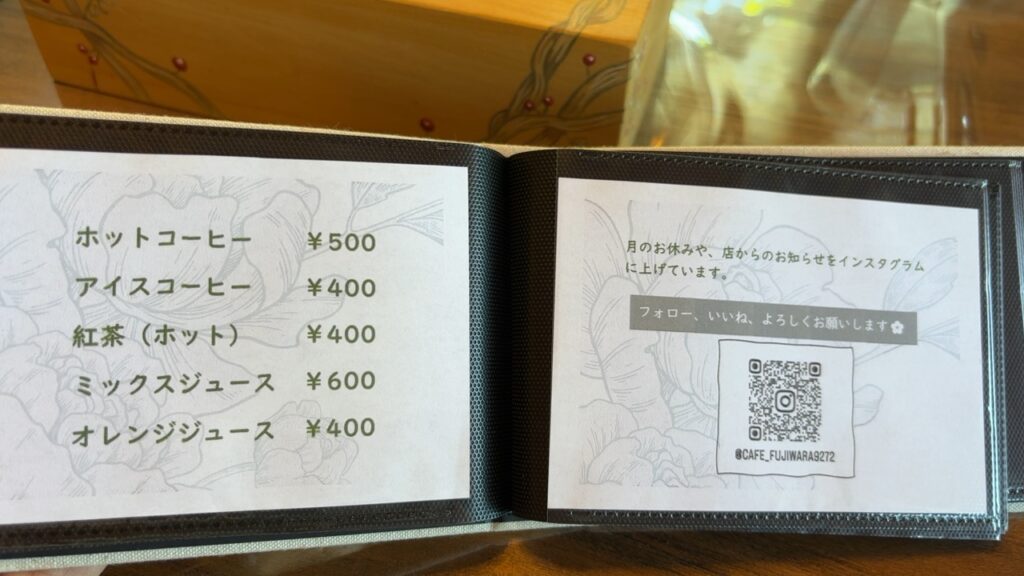 ホットコーヒー ¥500
アイスコーヒー ¥400
紅茶（ホット） ¥400
ミックスジュース ¥600
オレンジジュース ¥400
月のお休みや、店からのお知らせをインスタグラム
に上げています。
フォロー、いいね、よろしくお願いします
@CAFE_FUJIWARA9272